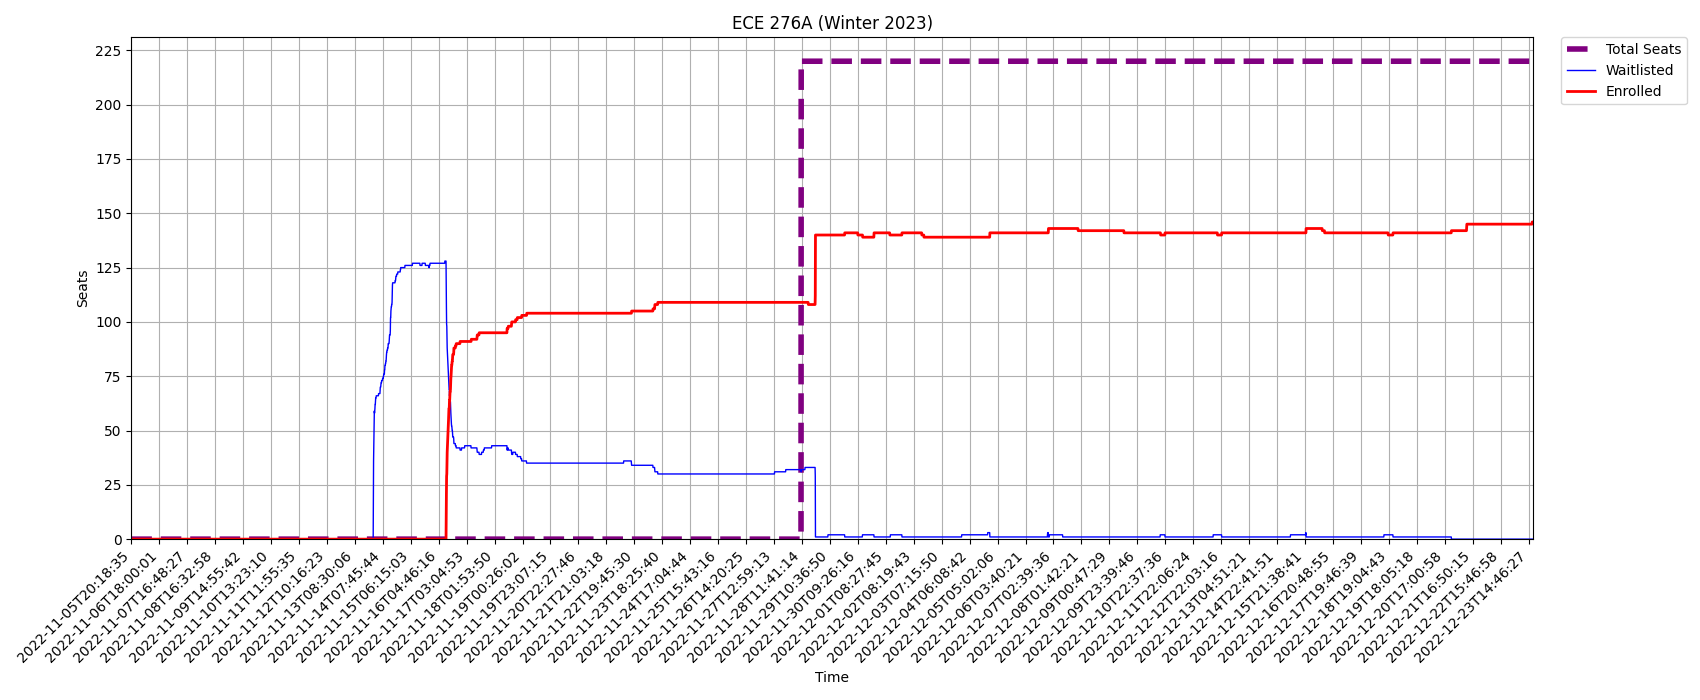 ECE 276A (Winter 2023)
Total Seats
Waitlisted
Enrolled
225
200
175
150
125
100
75
50
25
0
Seats
2022-11-05T20:18:35
2022-11-06T18:00:01
2022-11-07T16:48:27
2022-11-08T16:32:58
2022-11-09T14:55:42
2022-11-10T13:23:10
2022-11-11T11:55:35
2022-11-12T10:16:23
2022-11-13T08:30:06
2022-11-14T07:45:44
2022-11-15T06:15:03
2022-11-16T04:46:16
2022-11-17T03:04:53
2022-11-18T01:53:50
2022-11-19T00:26:02
2022-11-19T23:07:15
2022-11-20T22:27:46
2022-11-21T21:03:18
2022-11-22T19:45:30
2022-11-23T18:25:40
2022-11-24T17:04:44
2022-11-25T15:43:16
2022-11-26T14:20:25
2022-11-27T12:59:13
2022-11-28T11:41:14
2022-11-29T10:36:50
2022-11-30T09:26:16
2022-12-01T08:27:45
2022-12-02T08:19:43
2022-12-03T07:15:50
2022-12-04T06:08:42
2022-12-05T05:02:06
2022-12-06T03:40:21
2022-12-07T02:39:36
2022-12-08T01:42:21
2022-12-09T00:47:29
2022-12-09T23:39:46
2022-12-10T22:37:36
2022-12-11T22:06:24
2022-12-12T22:03:16
2022-12-13T04:51:21
2022-12-14T22:41:51
2022-12-15T21:38:41
2022-12-16T20:48:55
2022-12-17T19:46:39
2022-12-18T19:04:43
2022-12-19T18:05:18
2022-12-20T17:00:58
2022-12-21T16:50:15
2022-12-22T15:46:58
2022-12-23T14:46:27
Time